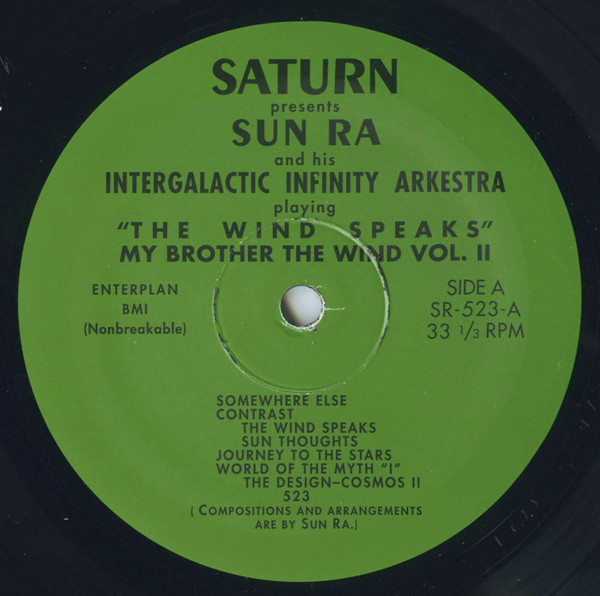 SATURN
presents
SUN RA
and his
INTERGALACTIC INFINITY ARKESTRA
playing
"THE WIND SPEAKS"
MY BROTHER THE WIND VOL. II
ENTERPLAN
BMI
(Nonbreakable)
SIDE A
SR-523-A
33 1/3 RPM
SOMEWHERE ELSE
CONTRAST
THE WIND SPEAKS
SUN THOUGHTS
JOURNEY TO THE STARS
WORLD OF THE MYTH "I"
THE DESIGN–COSMOS II
523
( COMPOSITIONS AND ARRANGEMENTS
ARE BY SUN RA.)